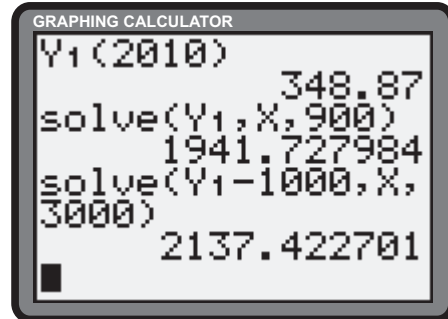 GRAPHING CALCULATOR
Y₁(2010)
348.87
solve(Y₁,X,900)
1941.727984
solve(Y₁-1000,X,
3000)
2137.422701